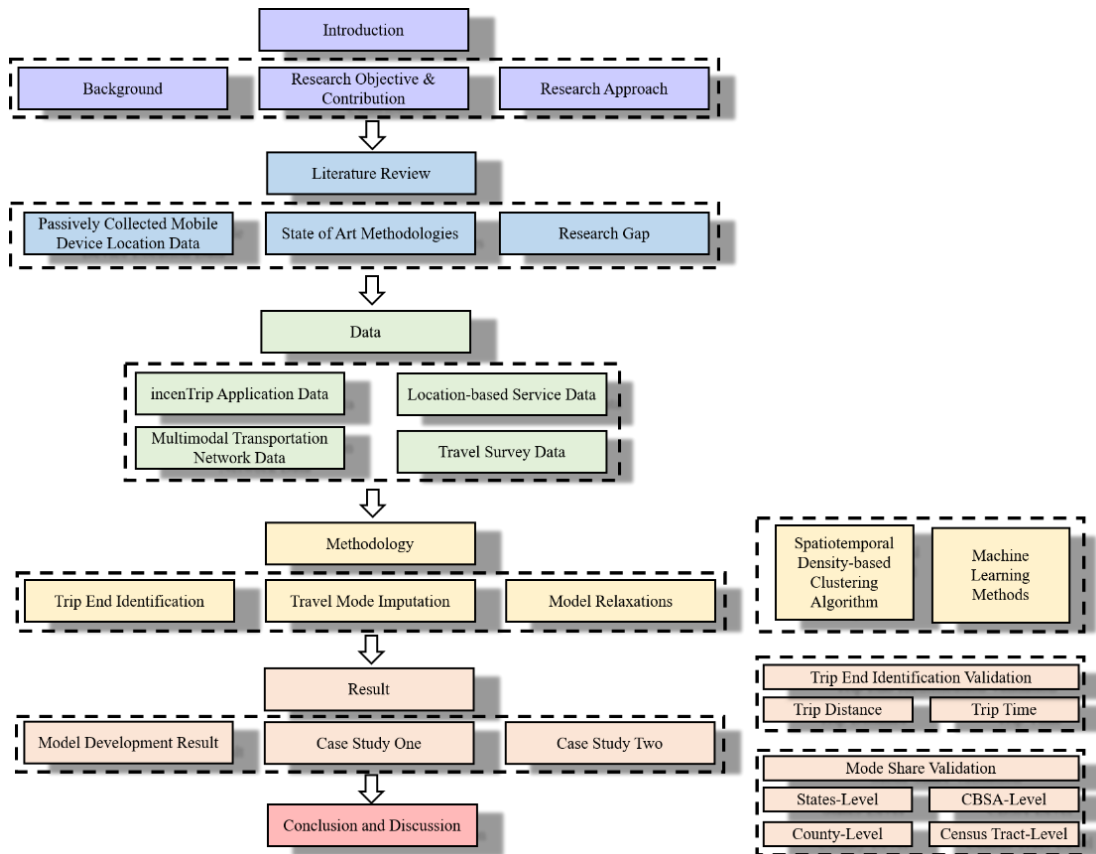 Introduction
Background
Research Objective &
Contribution
Research Approach
Literature Review
Passively Collected Mobile
Device Location Data
State of Art Methodologies
Research Gap
Data
incenTrip Application Data
Location-based Service Data
Multimodal Transportation
Network Data
Travel Survey Data
Methodology
Trip End Identification
Travel Mode Imputation
Model Relaxations
Spatiotemporal
Density-based
Clustering
Algorithm
Machine
Learning
Methods
Result
Model Development Result
Case Study One
Case Study Two
Trip End Identification Validation
Trip Distance
Trip Time
Mode Share Validation
States-Level
CBSA-Level
County-Level
Census Tract-Level
Conclusion and Discussion